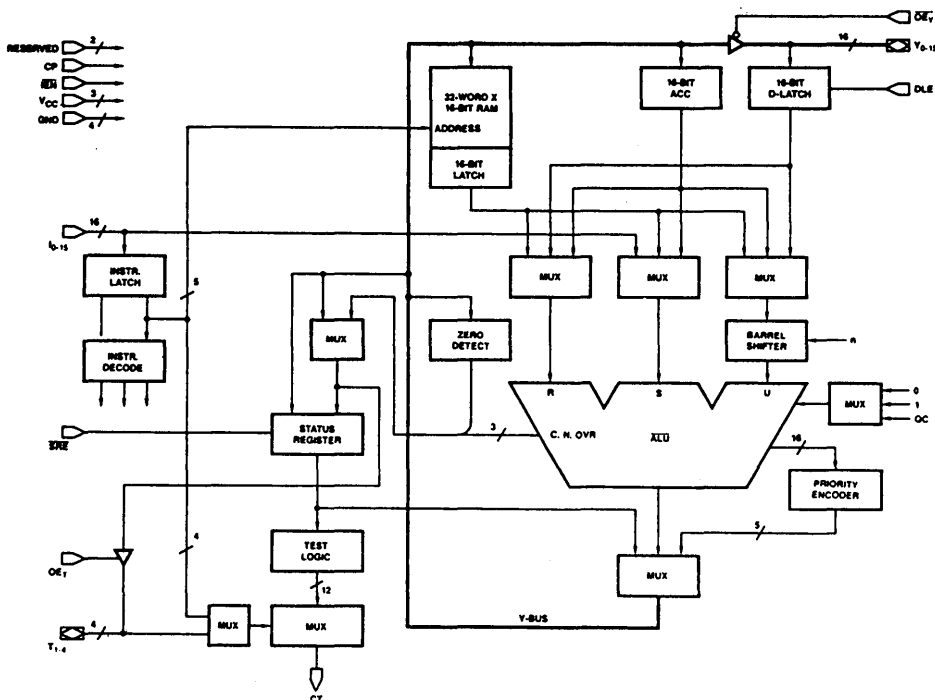 RESERVED
2
CP
IEN
VCC
3
GND
4
OEY
16
Y0-15
32-WORD X
16-BIT RAM
ADDRESS
16-BIT
LATCH
16-BIT
ACC
16-BIT
D-LATCH
DLE
I0-15
16
INSTR.
LATCH
5
INSTR.
DECODE
MUX
ZERO
DETECT
MUX
MUX
MUX
BARREL
SHIFTER
n
R
S
U
MUX
0
1
QC
SRE
STATUS
REGISTER
3
C. N. OVR
ALU
16
PRIORITY
ENCODER
5
OET
4
TEST
LOGIC
12
MUX
T1-4
4
MUX
MUX
Y-BUS
CT